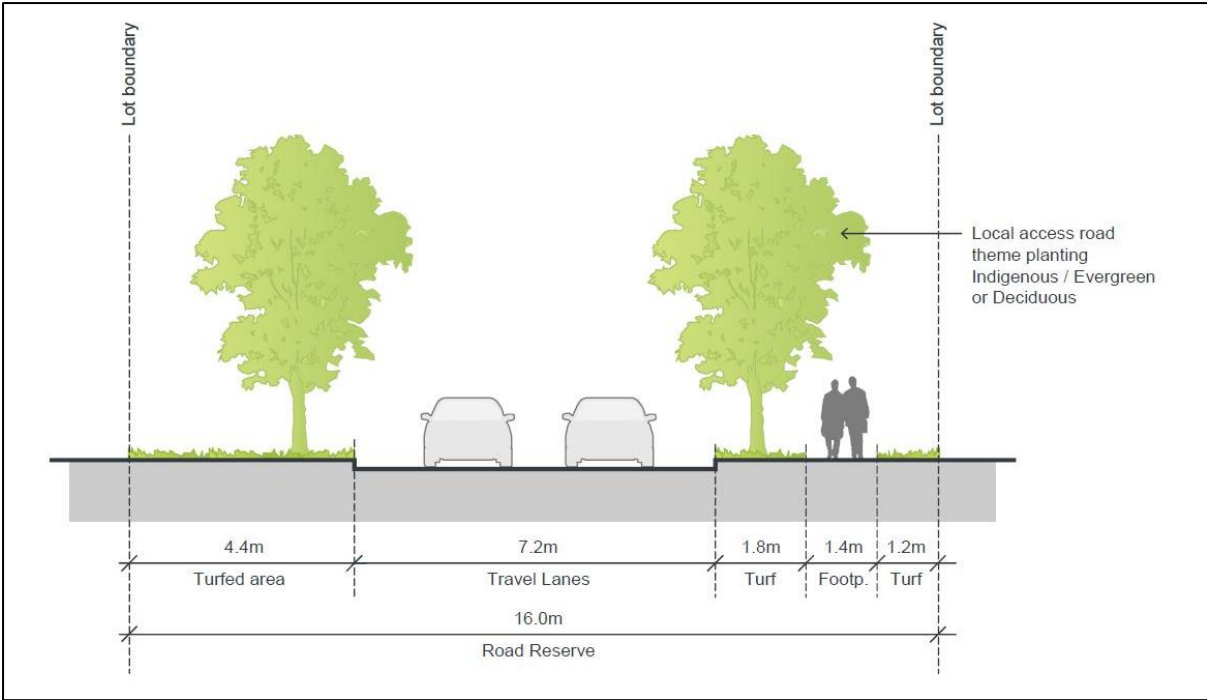 Lot boundary
Lot boundary
Local access road
theme planting
Indigenous / Evergreen
or Deciduous
4.4m 7.2m 1.8m 1.4m 1.2m
Turfed area Travel Lanes Turf Footp. Turf
16.0m
Road Reserve